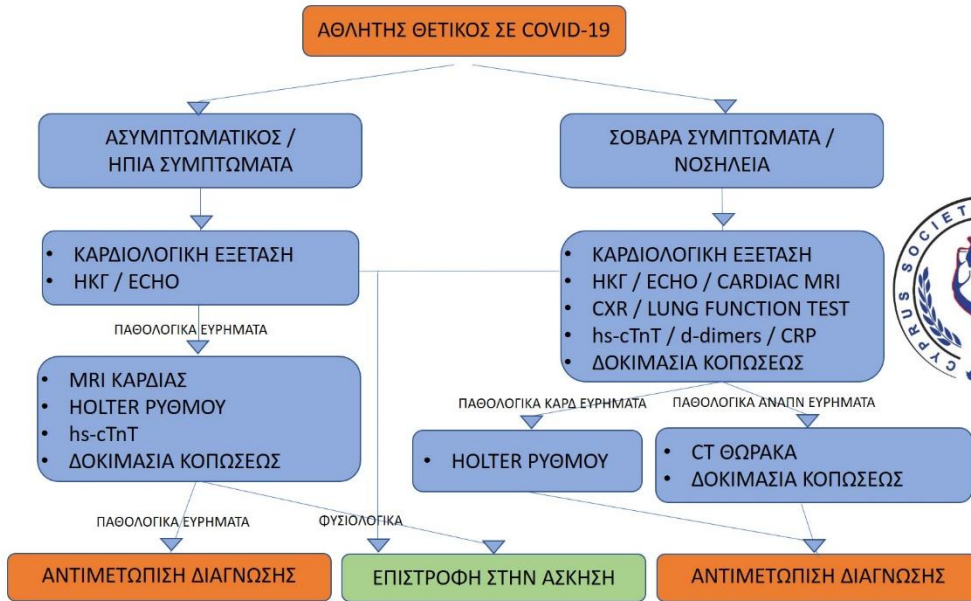 ΑΘΛΗΤΗΣ ΘΕΤΙΚΟΣ ΣΕ COVID-19
ΑΣΥΜΠΤΩΜΑΤΙΚΟΣ /
ΗΠΙΑ ΣΥΜΠΤΩΜΑΤΑ
ΣΟΒΑΡΑ ΣΥΜΠΤΩΜΑΤΑ /
ΝΟΣΗΛΕΙΑ
• ΚΑΡΔΙΟΛΟΓΙΚΗ ΕΞΕΤΑΣΗ
• ΗΚΓ / ECHO
• ΚΑΡΔΙΟΛΟΓΙΚΗ ΕΞΕΤΑΣΗ
• ΗΚΓ / ECHO / CARDIAC MRI
• CXR / LUNG FUNCTION TEST
• hs-cTnT / d-dimers / CRP
• ΔΟΚΙΜΑΣΙΑ ΚΟΠΩΣΕΩΣ
CYPRUS SOCIET
ΠΑΘΟΛΟΓΙΚΑ ΕΥΡΗΜΑΤΑ
• MRI ΚΑΡΔΙΑΣ
• HOLTER ΡΥΘΜΟΥ
• hs-cTnT
• ΔΟΚΙΜΑΣΙΑ ΚΟΠΩΣΕΩΣ
ΠΑΘΟΛΟΓΙΚΑ ΚΑΡΔ ΕΥΡΗΜΑΤΑ
ΠΑΘΟΛΟΓΙΚΑ ΑΝΑΠΝ ΕΥΡΗΜΑΤΑ
• HOLTER ΡΥΘΜΟΥ
• CT ΘΩΡΑΚΑ
• ΔΟΚΙΜΑΣΙΑ ΚΟΠΩΣΕΩΣ
ΠΑΘΟΛΟΓΙΚΑ ΕΥΡΗΜΑΤΑ
ΦΥΣΙΟΛΟΓΙΚΑ
ΑΝΤΙΜΕΤΩΠΙΣΗ ΔΙΑΓΝΩΣΗΣ
ΕΠΙΣΤΡΟΦΗ ΣΤΗΝ ΑΣΚΗΣΗ
ΑΝΤΙΜΕΤΩΠΙΣΗ ΔΙΑΓΝΩΣΗΣ